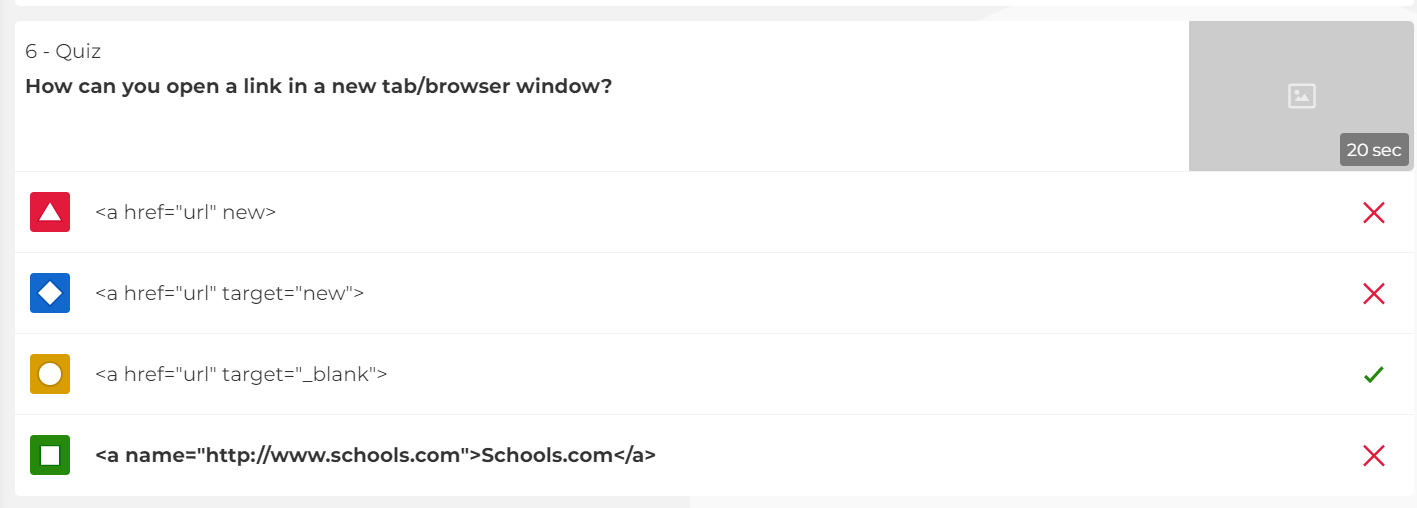 6 - Quiz
How can you open a link in a new tab/browser window?
20 sec
<a href="url" new>
<a href="url" target="new">
<a href="url" target="_blank">
<a name="http://www.schools.com">Schools.com</a>